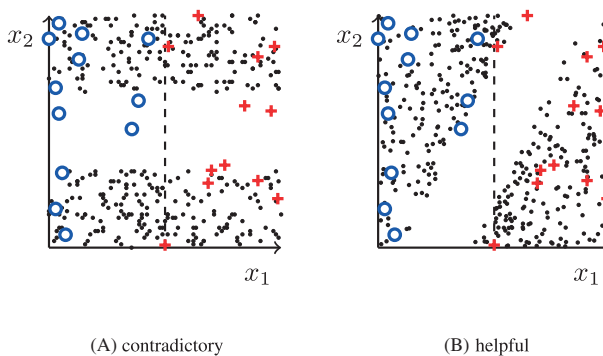 x₂
x₁
(A) contradictory
x₂
x₁
(B) helpful